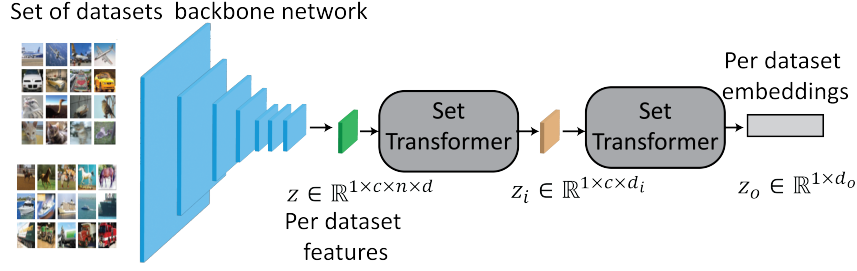 Set of datasets backbone network
Per dataset
embeddings
Set
Transformer
Set
Transformer
z ∈ ℝ^{1×c×n×d}
z_i ∈ ℝ^{1×c×d_i}
z_o ∈ ℝ^{1×d_o}
Per dataset
features